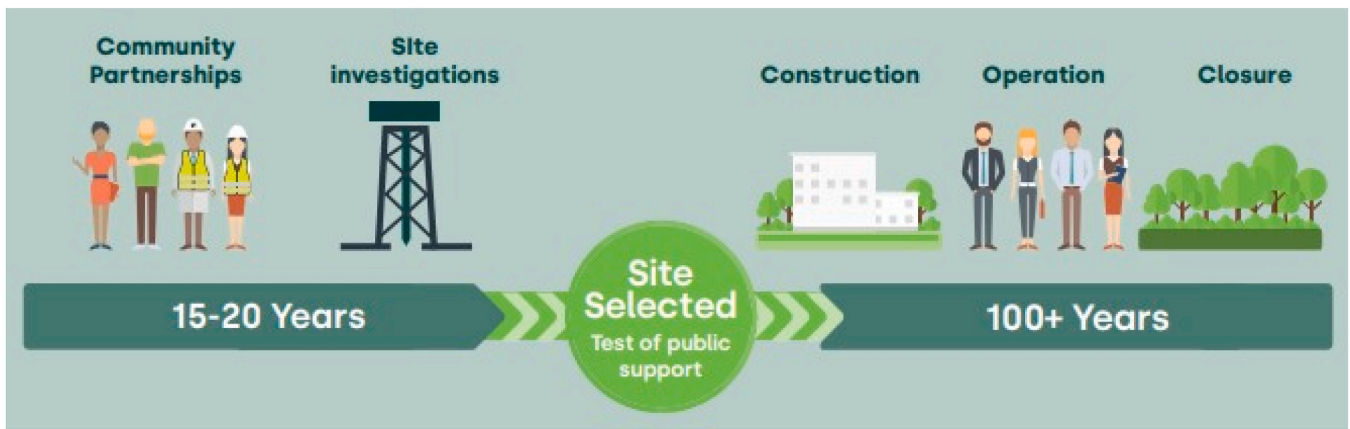 Community
Partnerships
SIte
investigations
Construction
Operation
Closure
15-20 Years
Site
Selected
Test of public
support
100+ Years